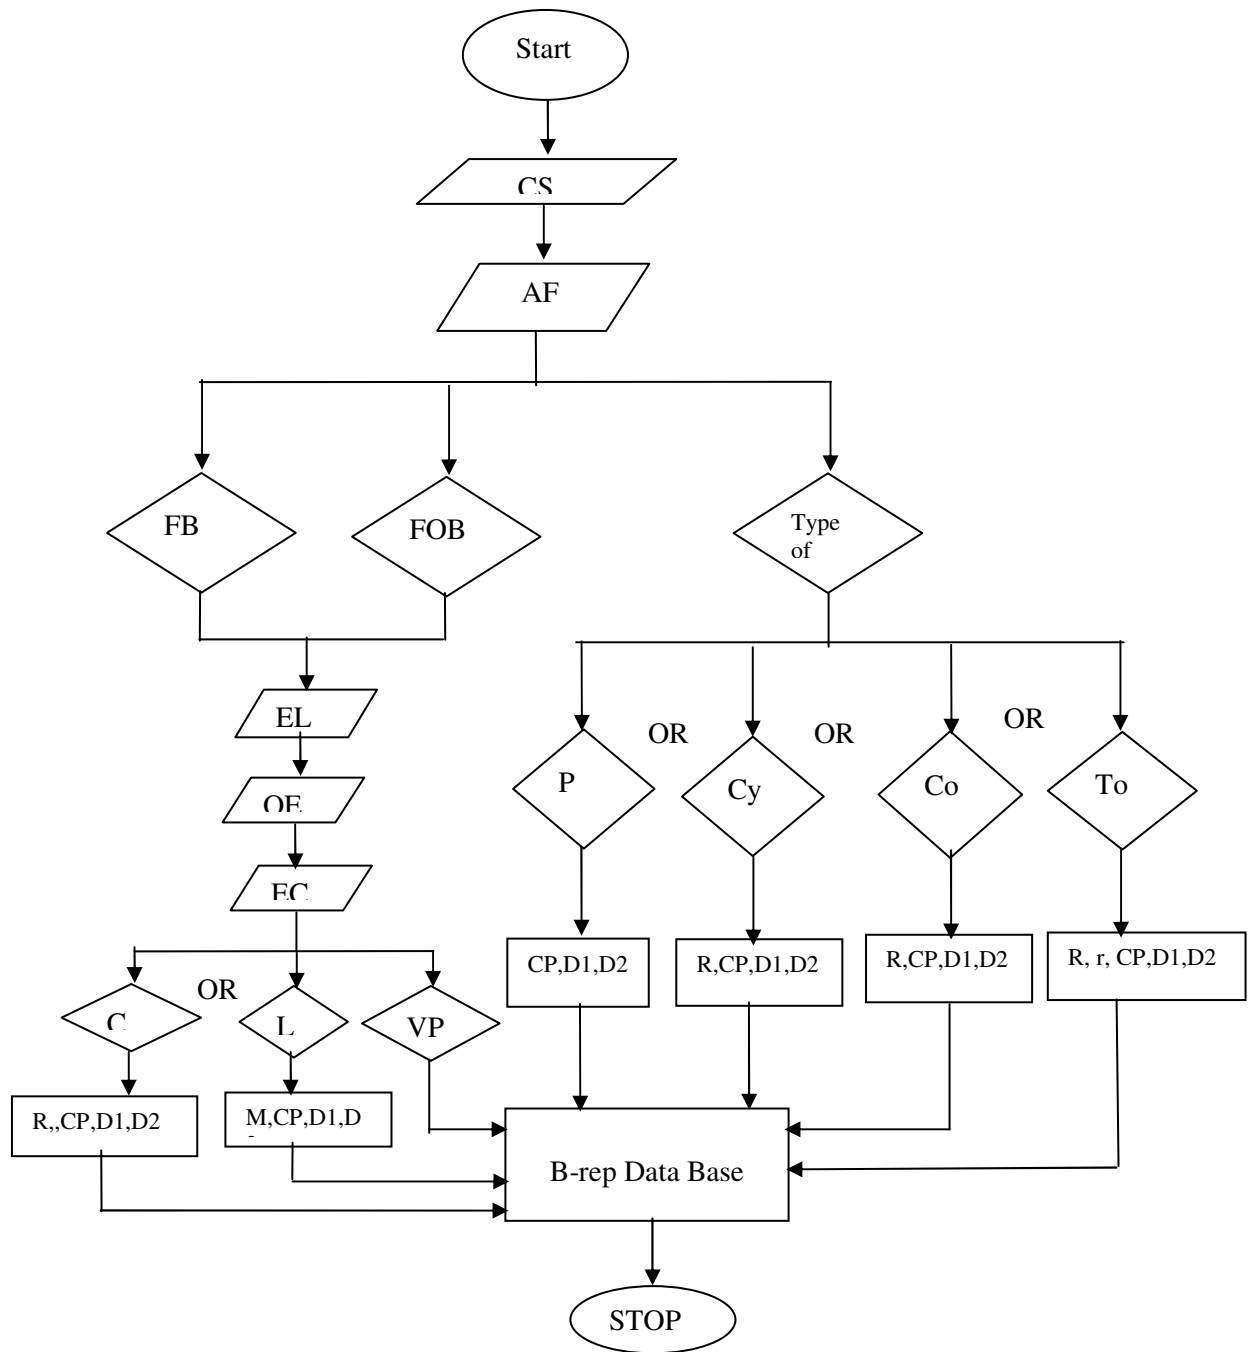 Start
CS
AF
FB
FOB
Type
of
EL
OE
EC
OR
OR
OR
P
Cy
Co
To
CP,D1,D2
R,CP,D1,D2
R,CP,D1,D2
R, r, CP,D1,D2
OR
C
L
VP
R,,CP,D1,D2
M,CP,D1,D
B-rep Data Base
STOP